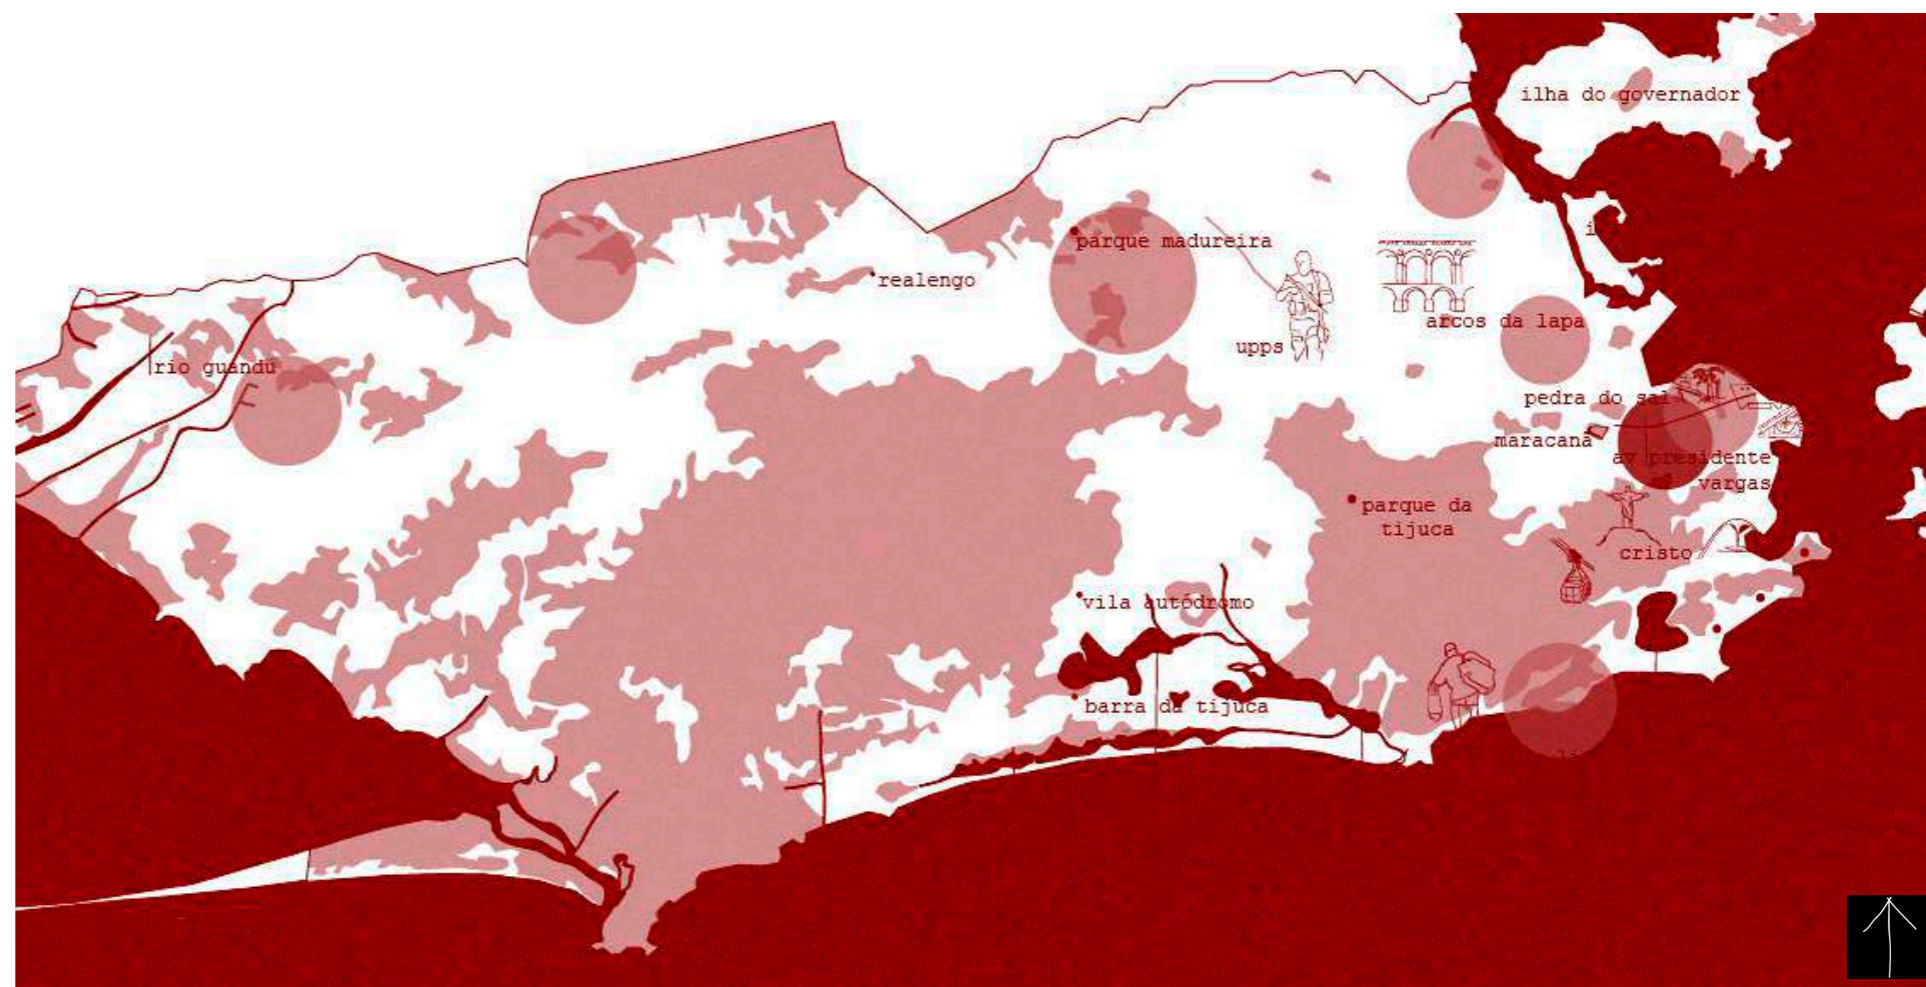 ilha do governador
parque madureira
realengo
arcos da lapa
upps
rio guandú
pedra do sal
maracanã
av presidente
vargas
parque da
tijuca
cristo
vila autódromo
barra da tijuca